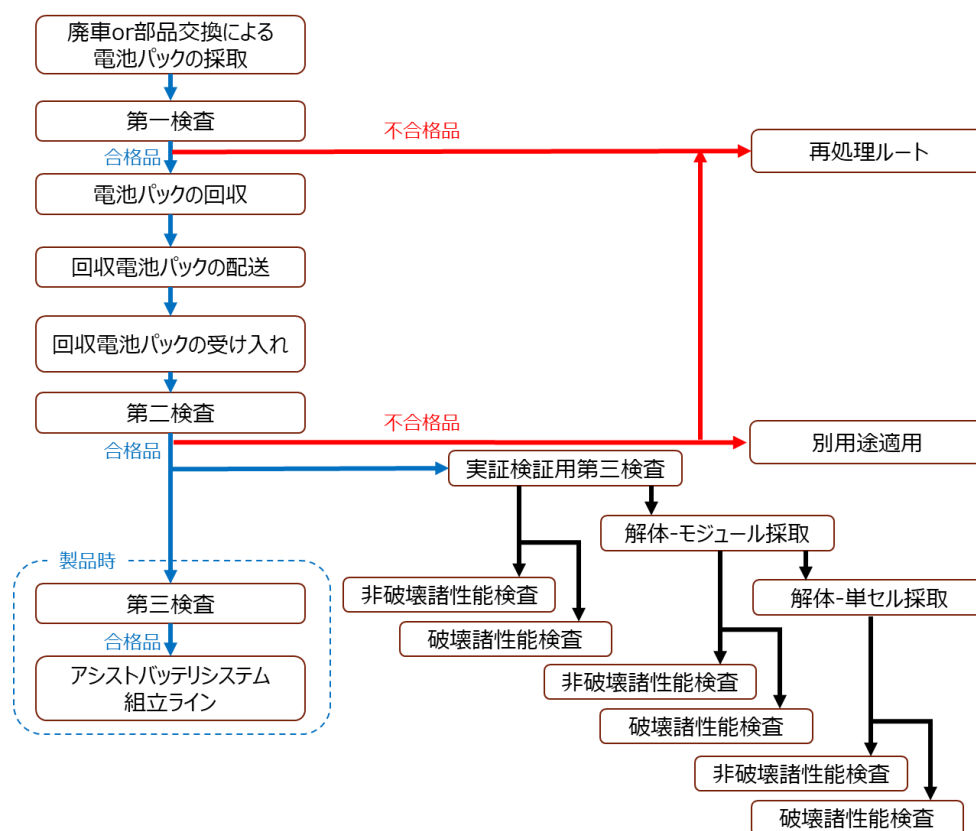 廃車or部品交換による
電池パックの採取
第一検査
不合格品
再処理ルート
合格品
電池パックの回収
回収電池パックの配送
回収電池パックの受け入れ
第二検査
不合格品
別用途適用
合格品
実証検証用第三検査
解体-モジュール採取
製品時
非破壊諸性能検査
第三検査
解体-単セル採取
破壊諸性能検査
合格品
アシストバッテリシステム
組立ライン
非破壊諸性能検査
破壊諸性能検査
非破壊諸性能検査
破壊諸性能検査